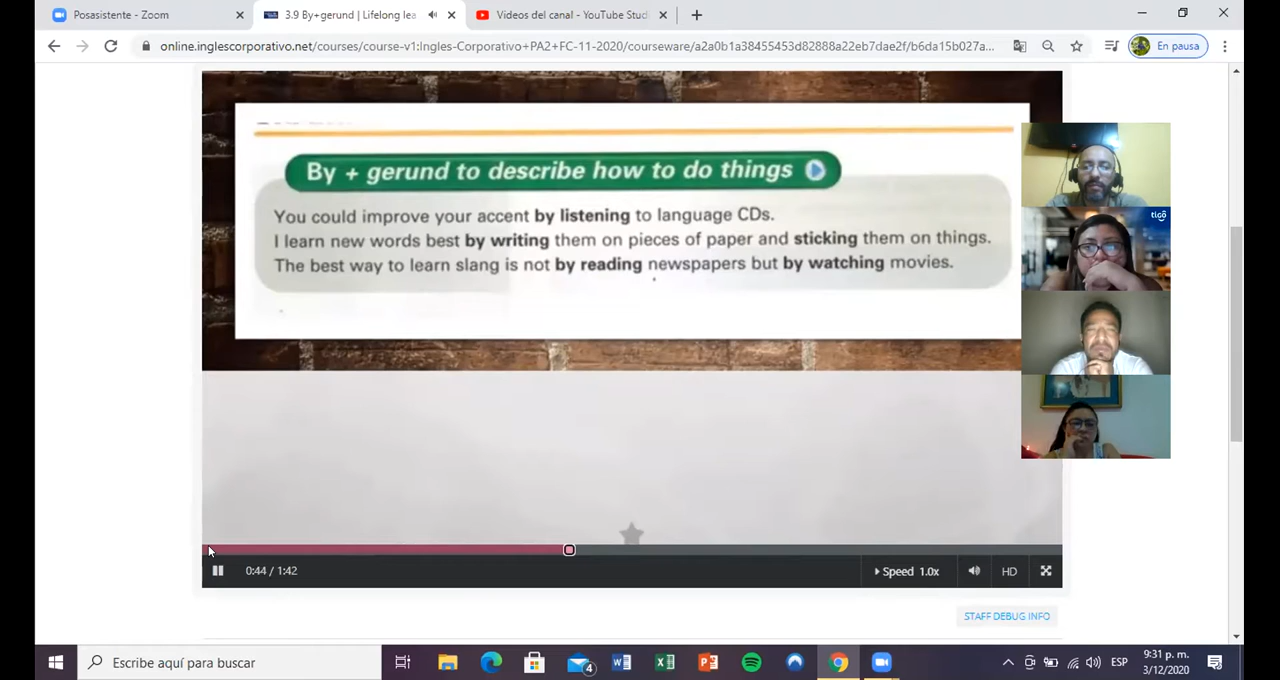 Posasistente - Zoom
3.9 By+gerund | Lifelong lea
Videos del canal - YouTube Stud
online.inglescorporativo.net/courses/course-v1:Ingles-Corporativo+PA2+FC-11-2020/courseware/a2a0b1a38455453d82888a22eb7dae2f/b6da15b027a...
En pausa
By + gerund to describe how to do things
You could improve your accent by listening to language CDs.
I learn new words best by writing them on pieces of paper and sticking them on things.
The best way to learn slang is not by reading newspapers but by watching movies.
tigo
0:44 / 1:42
Speed 1.0x
HD
STAFF DEBUG INFO
Escribe aquí para buscar
4
ESP
9:31 p. m.
3/12/2020